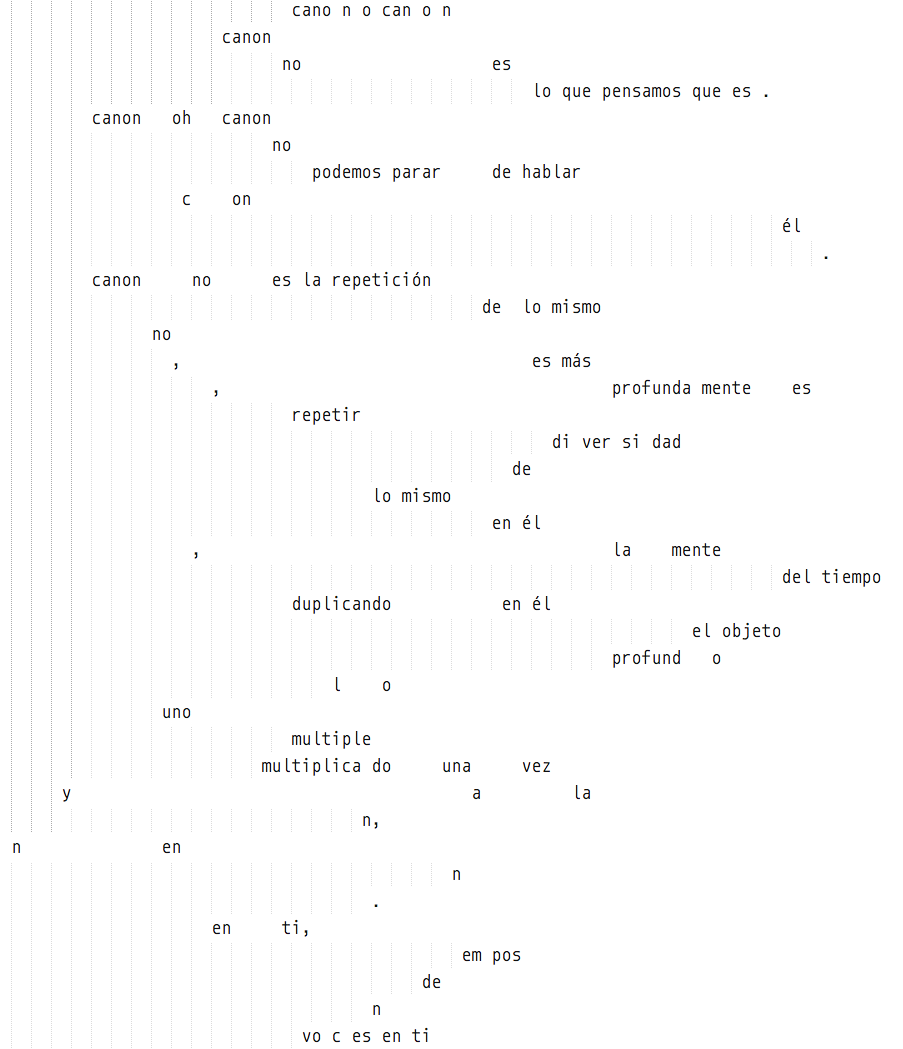 cano n o can o n
canon
no es
lo que pensamos que es .
canon oh canon
no
podemos parar de hablar
c on
él
.
canon no es la repetición
de lo mismo
no
, es más
, profunda mente es
repetir
di ver si dad
de
lo mismo
en él
, la mente
del tiempo
duplicando en él
el objeto
profund o
l o
uno
multiple
multiplica do una vez
y a la
n,
n en
n
.
en ti,
em pos
de
n
vo c es en ti